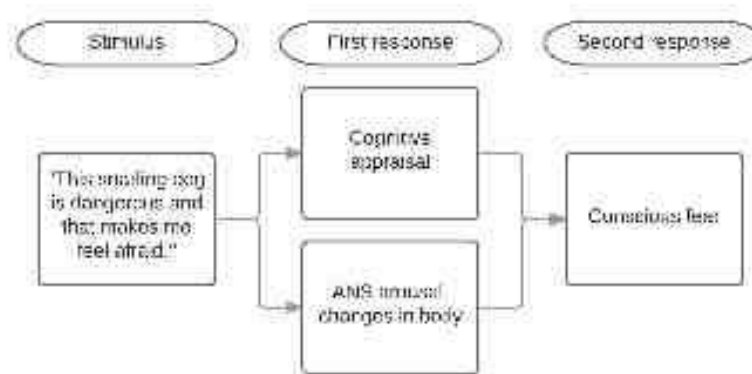 Stimulus
First response
Second response
Cognitive
appraisal
"This snarling dog
is dangerous and
that makes me
feel afraid."
Conscious fear
ANS arousal
changes in body